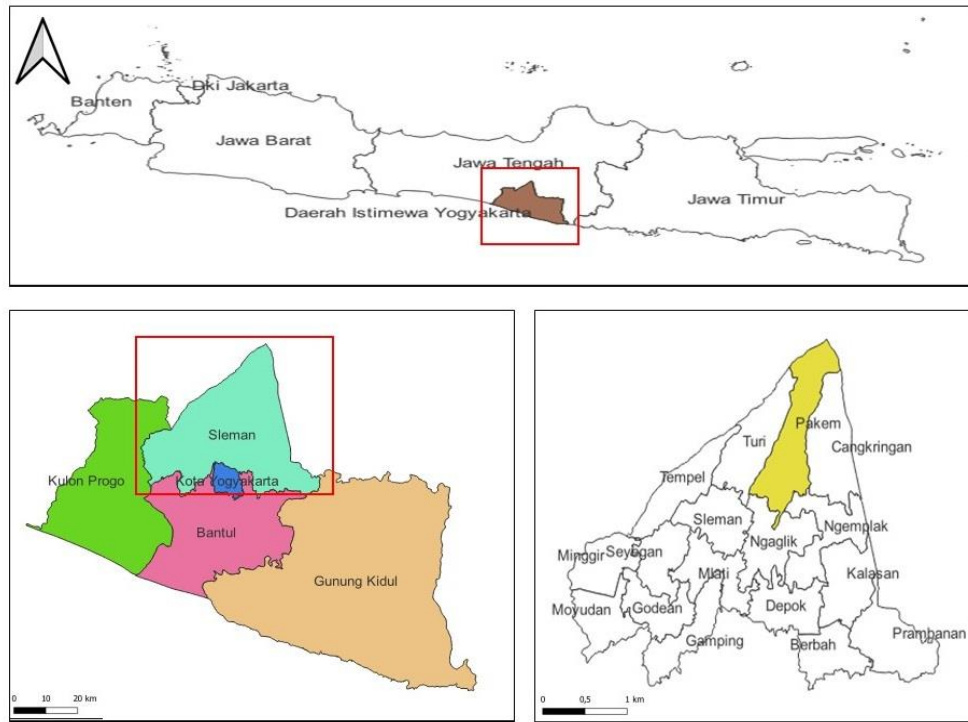 Dki Jakarta
Banten
Jawa Barat
Jawa Tengah
Jawa Timur
Daerah Istimewa Yogyakarta
Sleman
Kulon Progo
Kota Yogyakarta
Bantul
Gunung Kidul
0 10 20 km
Pakem
Turi
Cangkringan
Tempel
Sleman
Ngemplak
Ngaglik
Minggir
Seyegan
Mlati
Kalasan
Moyudan
Godean
Depok
Gamping
Berbah
Prambanan
0 0,5 1 km